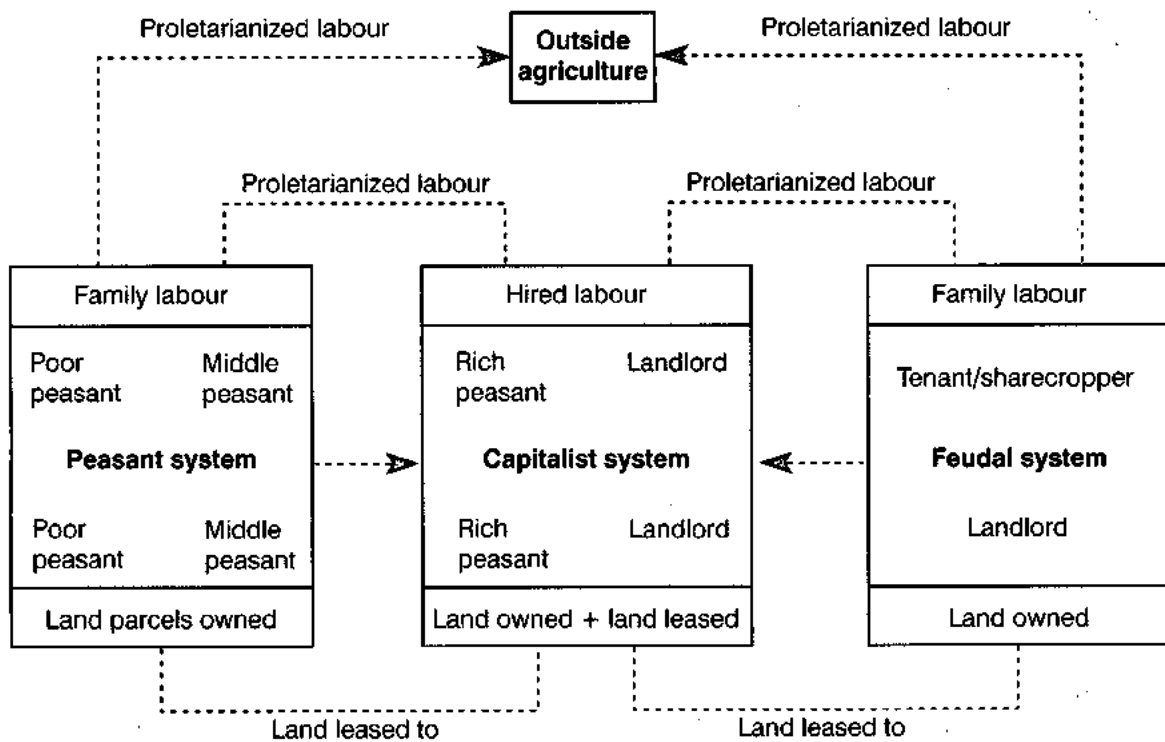 Proletarianized labour
Outside
agriculture
Proletarianized labour
Proletarianized labour
Proletarianized labour
Family labour
Poor
peasant
Middle
peasant
Peasant system
Poor
peasant
Middle
peasant
Land parcels owned
Hired labour
Rich
peasant
Landlord
Capitalist system
Rich
peasant
Landlord
Land owned + land leased
Family labour
Tenant/sharecropper
Feudal system
Landlord
Land owned
Land leased to
Land leased to